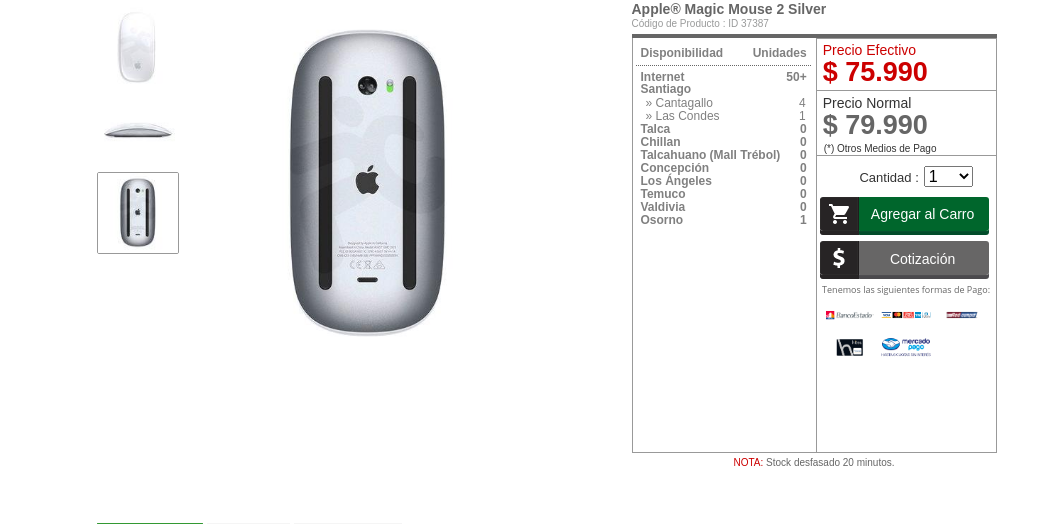 Apple® Magic Mouse 2 Silver
Código de Producto : ID 37387
Disponibilidad Unidades
Internet 50+
Santiago
» Cantagallo 4
» Las Condes 1
Talca 0
Chillan 0
Talcahuano (Mall Trébol) 0
Concepción 0
Los Ángeles 0
Temuco 0
Valdivia 0
Osorno 1
Precio Efectivo
$ 75.990
Precio Normal
$ 79.990
(*) Otros Medios de Pago
Cantidad : 1
Agregar al Carro
$ Cotización
Tenemos las siguientes formas de Pago:
BancoEstado
mercado
pago
NOTA: Stock desfasado 20 minutos.